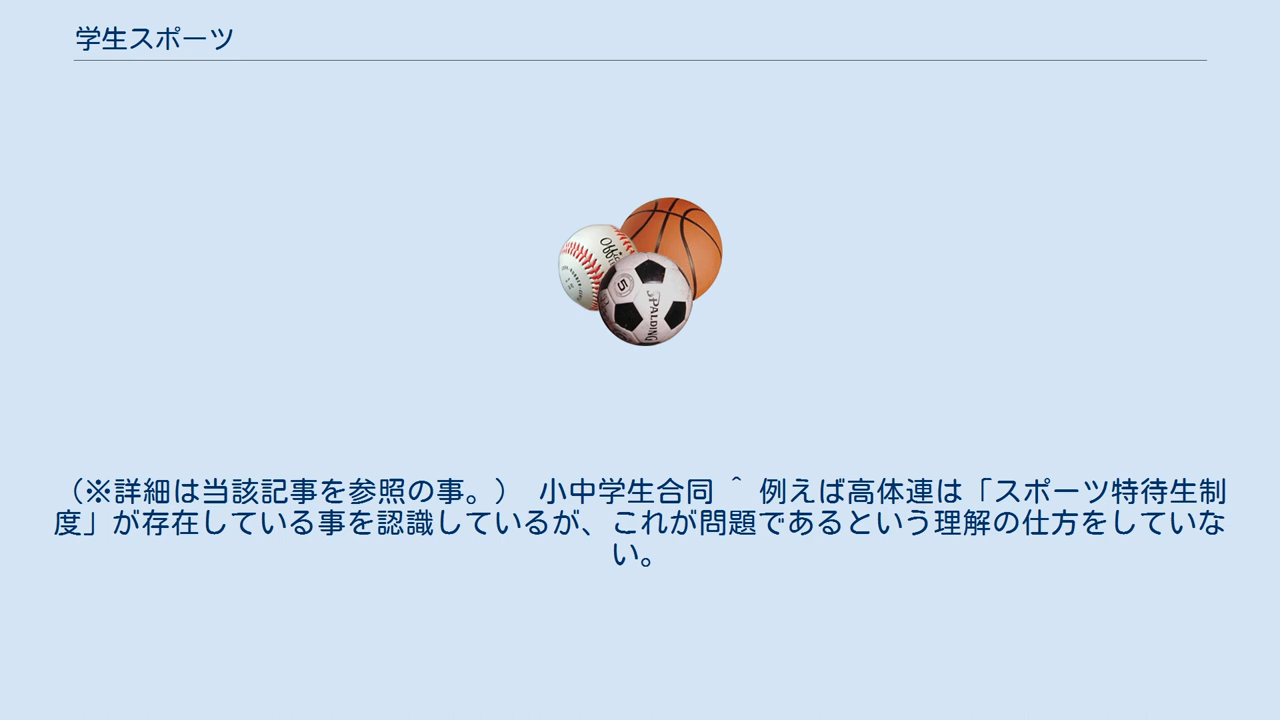 学生スポーツ
Offi
5
SPALDING
（※詳細は当該記事を参照の事。） 小中学生合同 ^ 例えば高体連は「スポーツ特待生制
度」が存在している事を認識しているが、これが問題であるという理解の仕方をしていな
い。